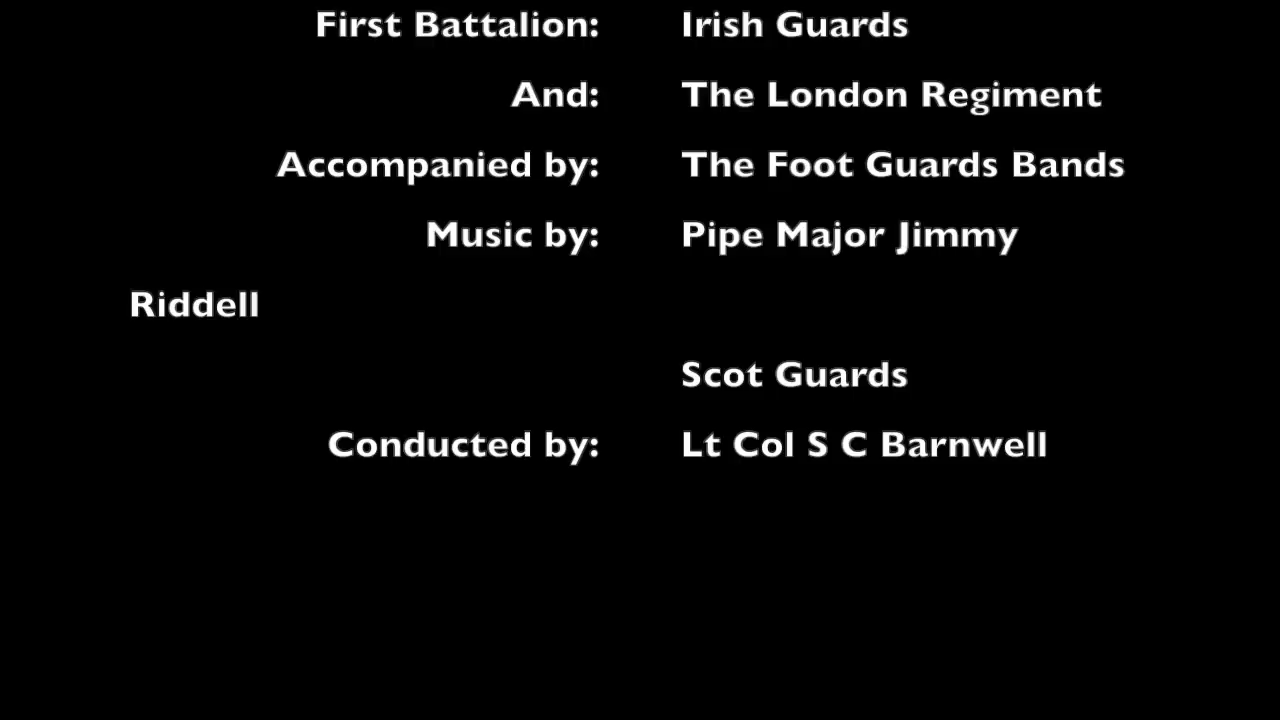 First Battalion: Irish Guards
And: The London Regiment
Accompanied by: The Foot Guards Bands
Music by: Pipe Major Jimmy
Riddell
Scot Guards
Conducted by: Lt Col S C Barnwell